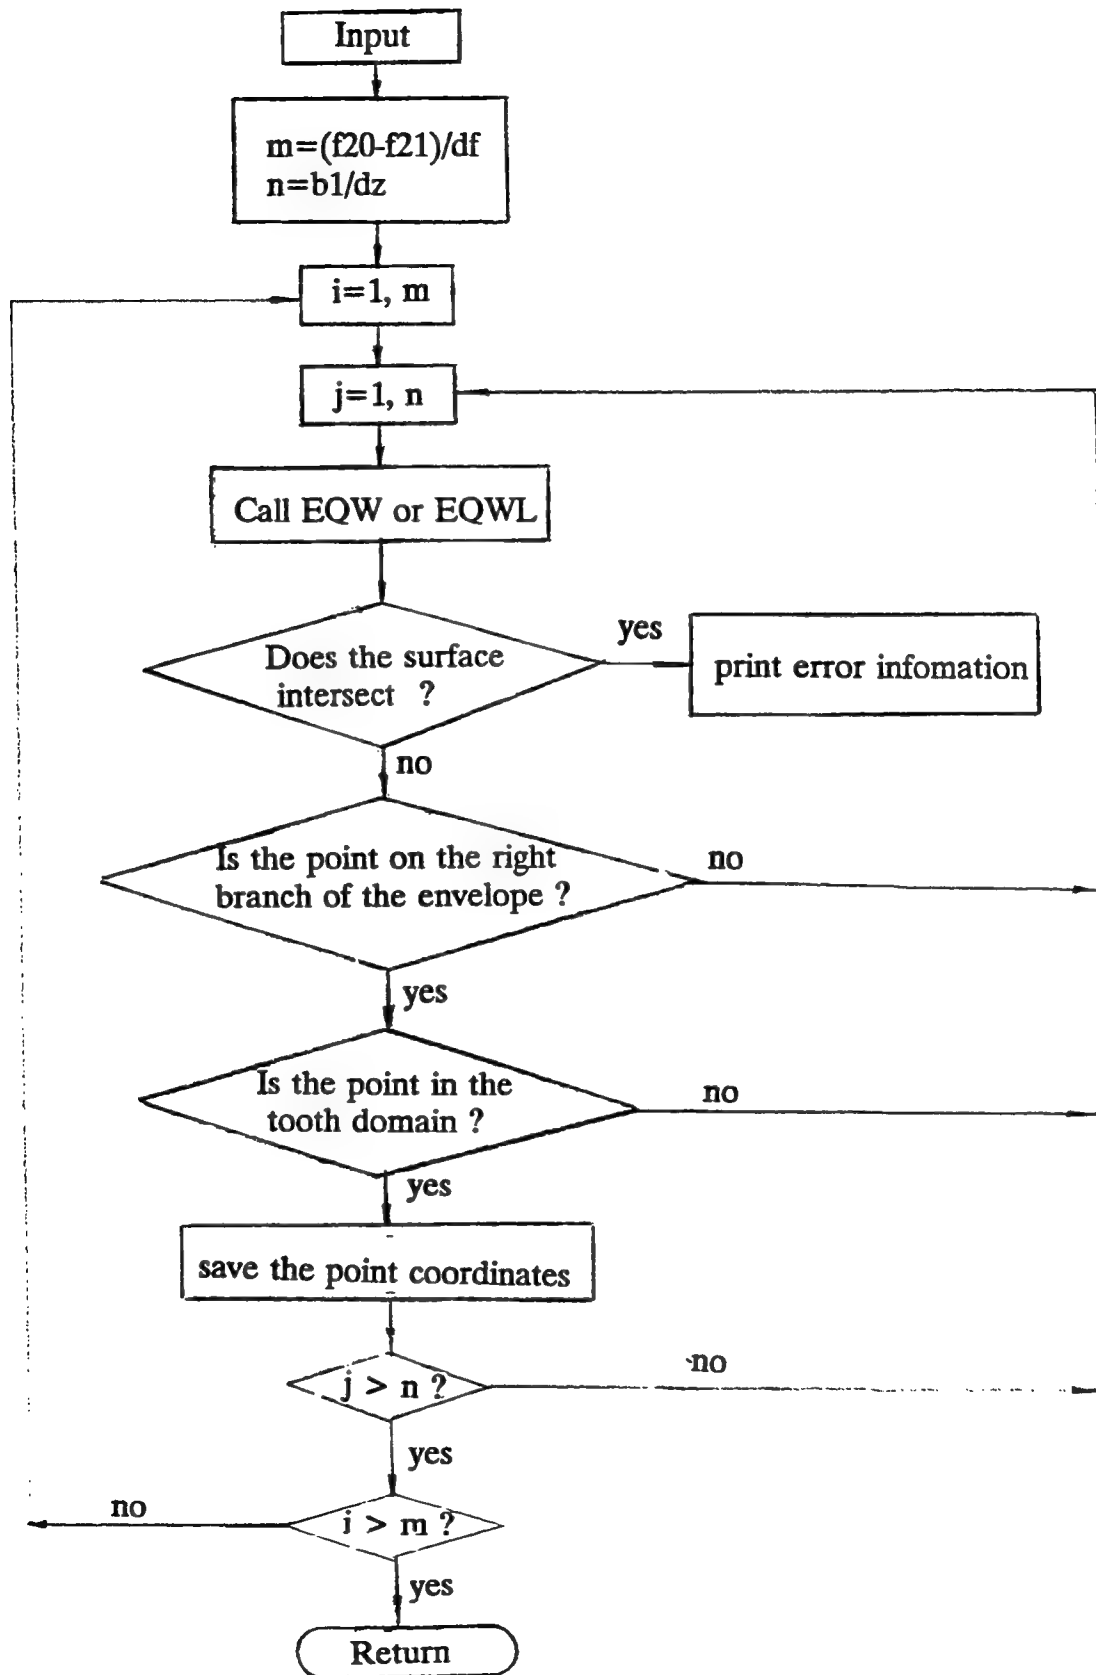 Input
m=(f20-f21)/df
n=b1/dz
i=1, m
j=1, n
Call EQW or EQWL
Does the surface
intersect ?
yes
print error infomation
no
Is the point on the right
branch of the envelope ?
no
yes
Is the point in the
tooth domain ?
no
yes
save the point coordinates
j > n ?
no
yes
i > m ?
no
yes
Return